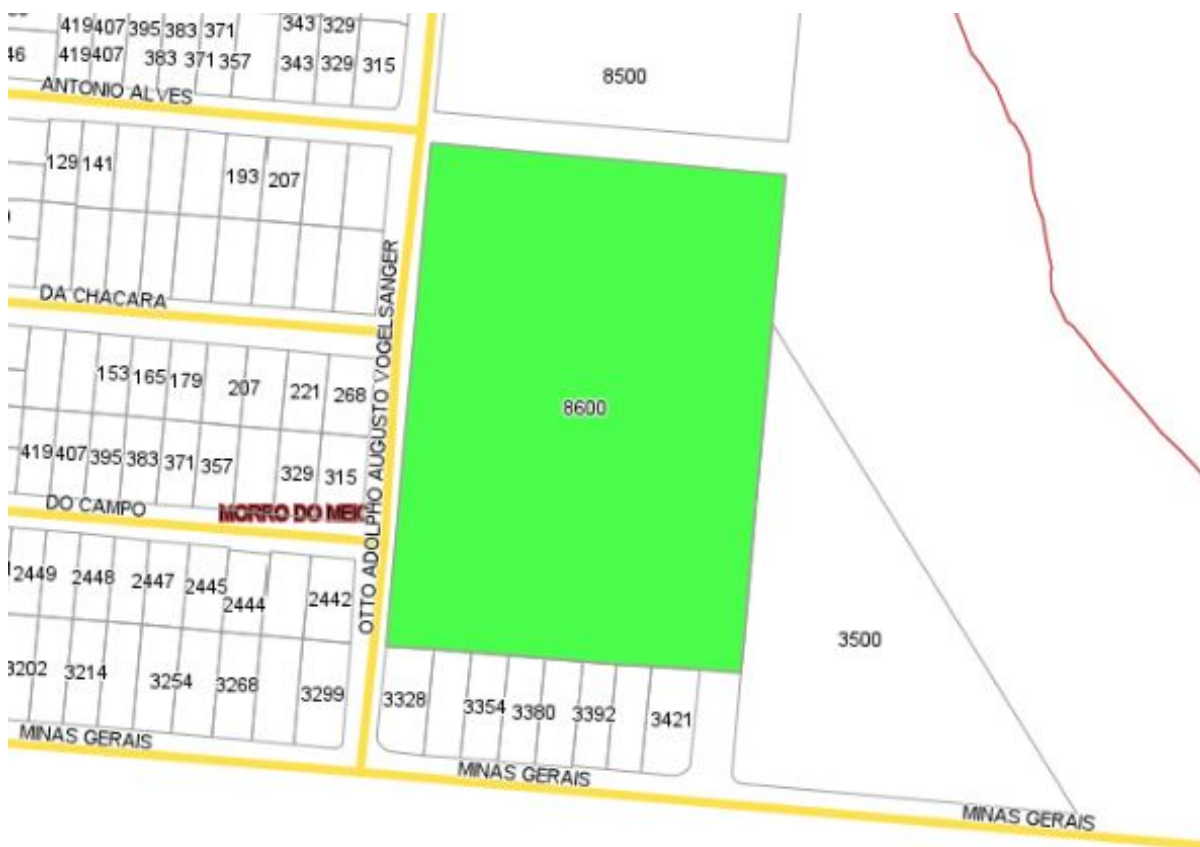 419 407 395 383 371 343 329
46 419 407 383 371 357 343 329 315
8500
ANTONIO ALVES
129 141 193 207
DA CHACARA
OTTO ADOLPHO AUGUSTO VOGELSANGER
153 165 179 207 221 268
8600
419 407 395 383 371 357 329 315
DO CAMPO
MORRO DO MEIO
2449 2448 2447 2445 2444 2442
3500
3202 3214 3254 3268 3299
3328 3354 3380 3392 3421
MINAS GERAIS
MINAS GERAIS
MINAS GERAIS